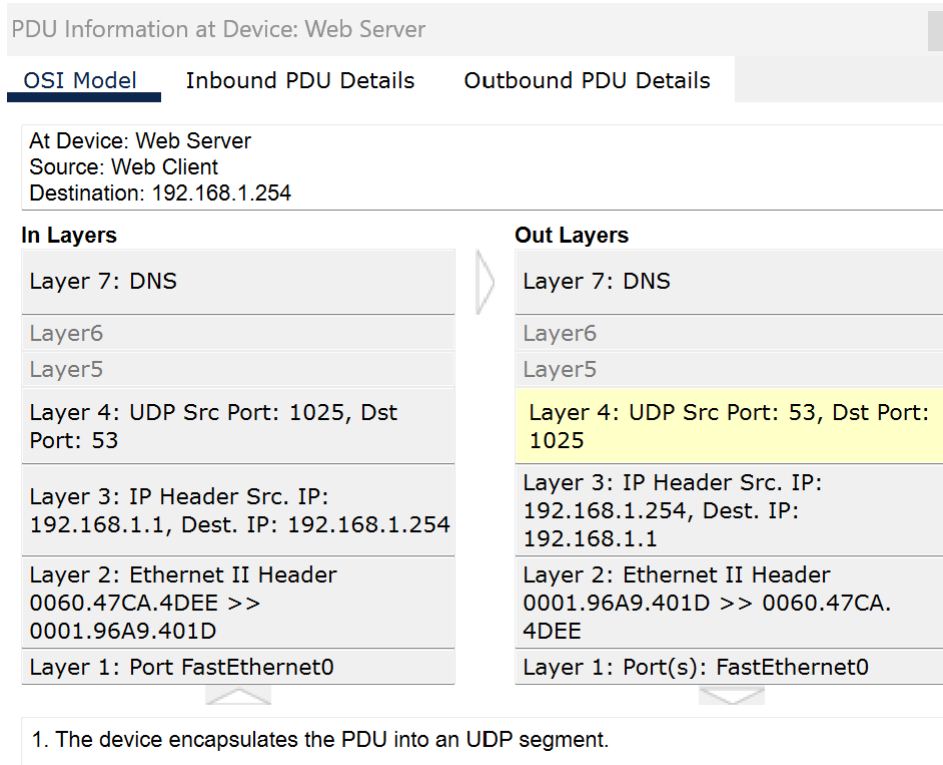 PDU Information at Device: Web Server
OSI Model Inbound PDU Details Outbound PDU Details
At Device: Web Server
Source: Web Client
Destination: 192.168.1.254
In Layers
Layer 7: DNS
Layer6
Layer5
Layer 4: UDP Src Port: 1025, Dst
Port: 53
Layer 3: IP Header Src. IP:
192.168.1.1, Dest. IP: 192.168.1.254
Layer 2: Ethernet II Header
0060.47CA.4DEE >>
0001.96A9.401D
Layer 1: Port FastEthernet0
Out Layers
Layer 7: DNS
Layer6
Layer5
Layer 4: UDP Src Port: 53, Dst Port:
1025
Layer 3: IP Header Src. IP:
192.168.1.254, Dest. IP:
192.168.1.1
Layer 2: Ethernet II Header
0001.96A9.401D >> 0060.47CA.
4DEE
Layer 1: Port(s): FastEthernet0
1. The device encapsulates the PDU into an UDP segment.